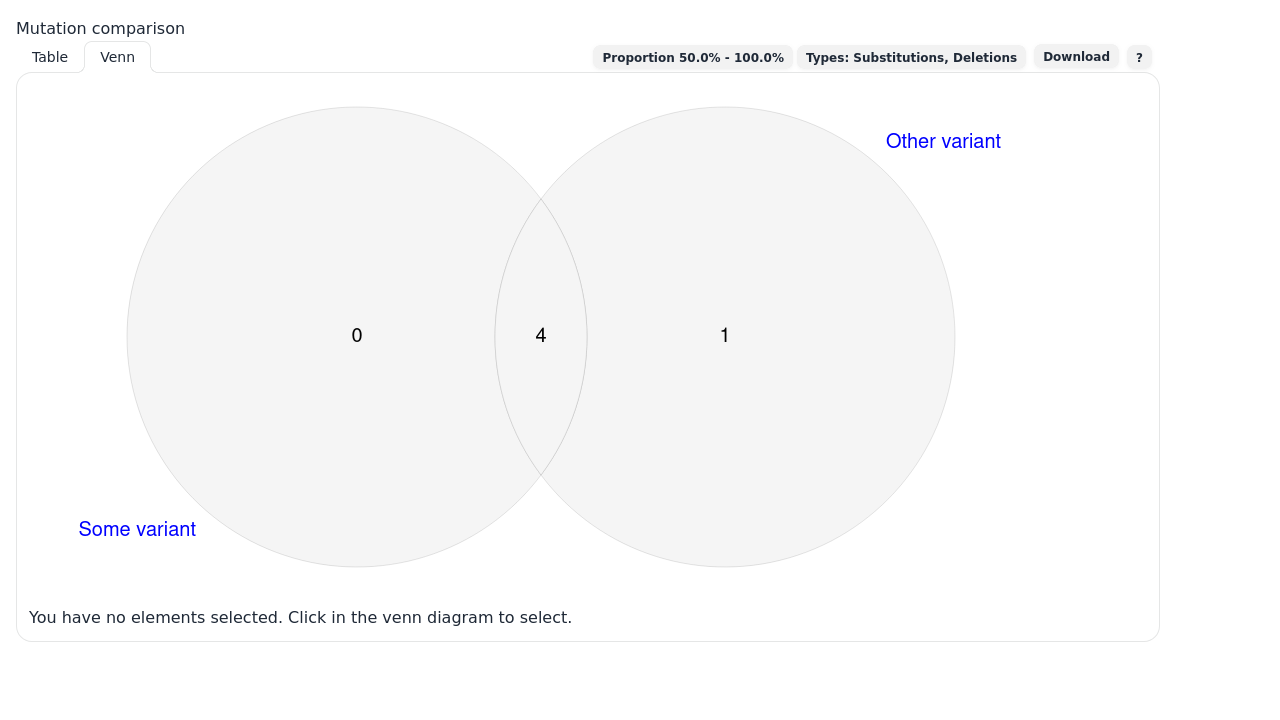 Mutation comparison
Table Venn Proportion 50.0% - 100.0% Types: Substitutions, Deletions Download ?
Other variant
0 4 1
Some variant
You have no elements selected. Click in the venn diagram to select.